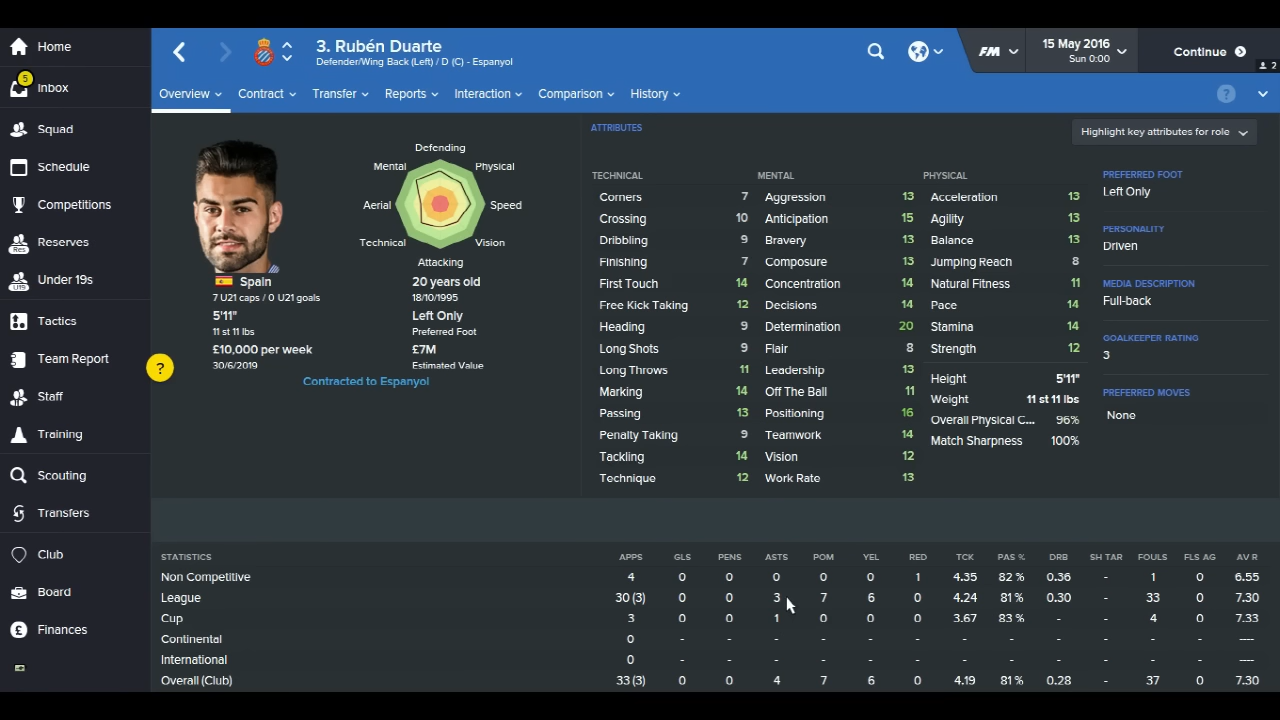 Home
5
Inbox
Squad
Schedule
Competitions
Res
Reserves
U19
Under 19s
Tactics
Team Report
Staff
Training
Scouting
Transfers
Club
Board
£ Finances
3. Rubén Duarte
Defender/Wing Back (Left) / D (C) - Espanyol
FM
15 May 2016
Sun 0:00
Continue
2
Overview Contract Transfer Reports Interaction Comparison History
?
?
Defending
Mental Physical
Aerial Speed
Technical Vision
Attacking
Spain
7 U21 caps / 0 U21 goals
5'11"
11 st 11 lbs
£10,000 per week
30/6/2019
20 years old
18/10/1995
Left Only
Preferred Foot
£7M
Estimated Value
Contracted to Espanyol
ATTRIBUTES
Highlight key attributes for role
TECHNICAL
Corners 7
Crossing 10
Dribbling 9
Finishing 7
First Touch 14
Free Kick Taking 12
Heading 9
Long Shots 9
Long Throws 11
Marking 14
Passing 13
Penalty Taking 9
Tackling 14
Technique 12
MENTAL
Aggression 13
Anticipation 15
Bravery 13
Composure 13
Concentration 14
Decisions 14
Determination 20
Flair 8
Leadership 13
Off The Ball 11
Positioning 16
Teamwork 14
Vision 12
Work Rate 13
PHYSICAL
Acceleration 13
Agility 13
Balance 13
Jumping Reach 8
Natural Fitness 11
Pace 14
Stamina 14
Strength 12
Height 5'11"
Weight 11 st 11 lbs
Overall Physical C... 96%
Match Sharpness 100%
PREFERRED FOOT
Left Only
PERSONALITY
Driven
MEDIA DESCRIPTION
Full-back
GOALKEEPER RATING
3
PREFERRED MOVES
None
STATISTICS APPS GLS PENS ASTS POM YEL RED TCK PAS % DRB SH TAR FOULS FLS AG AV R
Non Competitive 4 0 0 0 0 0 1 4.35 82 % 0.36 - 1 0 6.55
League 30 (3) 0 0 3 7 6 0 4.24 81 % 0.30 - 33 0 7.30
Cup 3 0 0 1 0 0 0 3.67 83 % - - 4 0 7.33
Continental 0 - - - - - - - - - - - - ----
International 0 - - - - - - - - - - - - ----
Overall (Club) 33 (3) 0 0 4 7 6 0 4.19 81 % 0.28 - 37 0 7.30